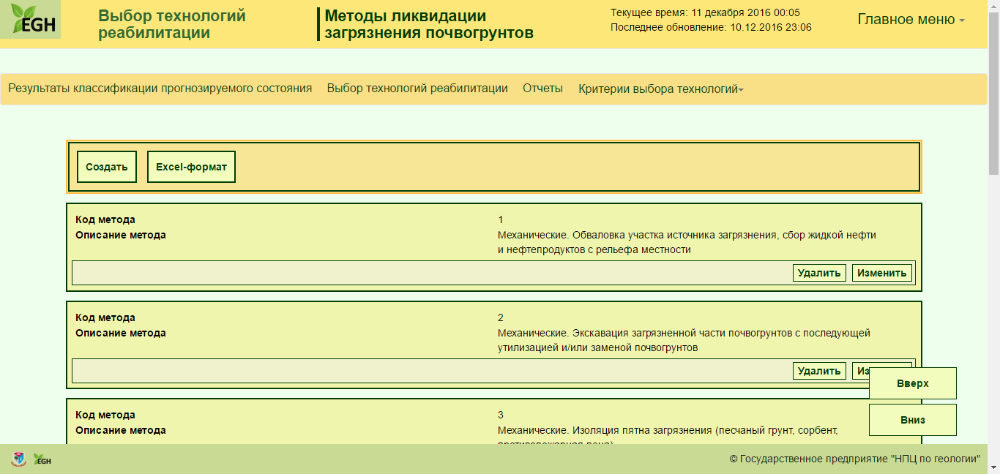 EGH
Выбор технологий
реабилитации
Методы ликвидации
загрязнения почвогрунтов
Текущее время: 11 декабря 2016 00:05
Последнее обновление: 10.12.2016 23:06
Главное меню
Результаты классификации прогнозируемого состояния Выбор технологий реабилитации Отчеты Критерии выбора технологий
Создать Excel-формат
Код метода 1
Описание метода Механические. Обваловка участка источника загрязнения, сбор жидкой нефти
и нефтепродуктов с рельефа местности
Удалить Изменить
Код метода 2
Описание метода Механические. Экскавация загрязненной части почвогрунтов с последующей
утилизацией и/или заменой почвогрунтов
Удалить Из
Вверх
Код метода 3
Вниз
Описание метода Механические. Изоляция пятна загрязнения (песчаный грунт, сорбент,
EGH
© Государственное предприятие "НПЦ по геологии"